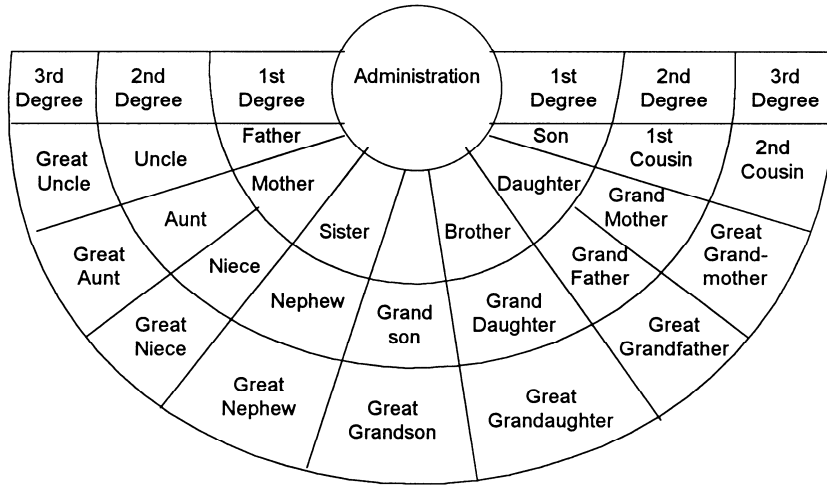 Administration
3rd
Degree
2nd
Degree
1st
Degree
1st
Degree
2nd
Degree
3rd
Degree
Father
Son
Great
Uncle
Uncle
1st
Cousin
2nd
Cousin
Mother
Daughter
Aunt
Grand
Mother
Great
Aunt
Sister
Brother
Great
Grand-
mother
Niece
Grand
Father
Nephew
Grand
son
Grand
Daughter
Great
Niece
Great
Grandfather
Great
Nephew
Great
Grandson
Great
Grandaughter